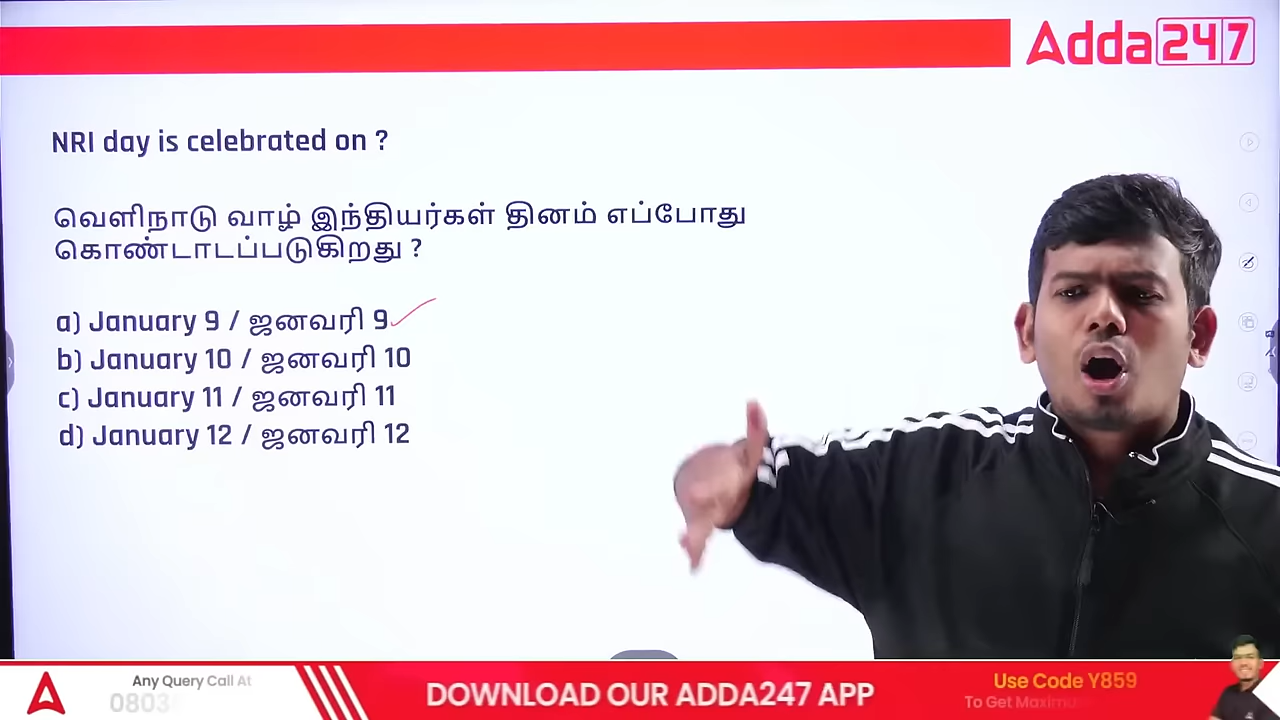 Adda247
NRI day is celebrated on ?
வெளிநாடு வாழ் இந்தியர்கள் தினம் எப்போது
கொண்டாடப்படுகிறது ?
a) January 9 / ஜனவரி 9
b) January 10 / ஜனவரி 10
c) January 11 / ஜனவரி 11
d) January 12 / ஜனவரி 12
Any Query Call At
DOWNLOAD OUR ADDA247 APP
Use Code Y859
To Get